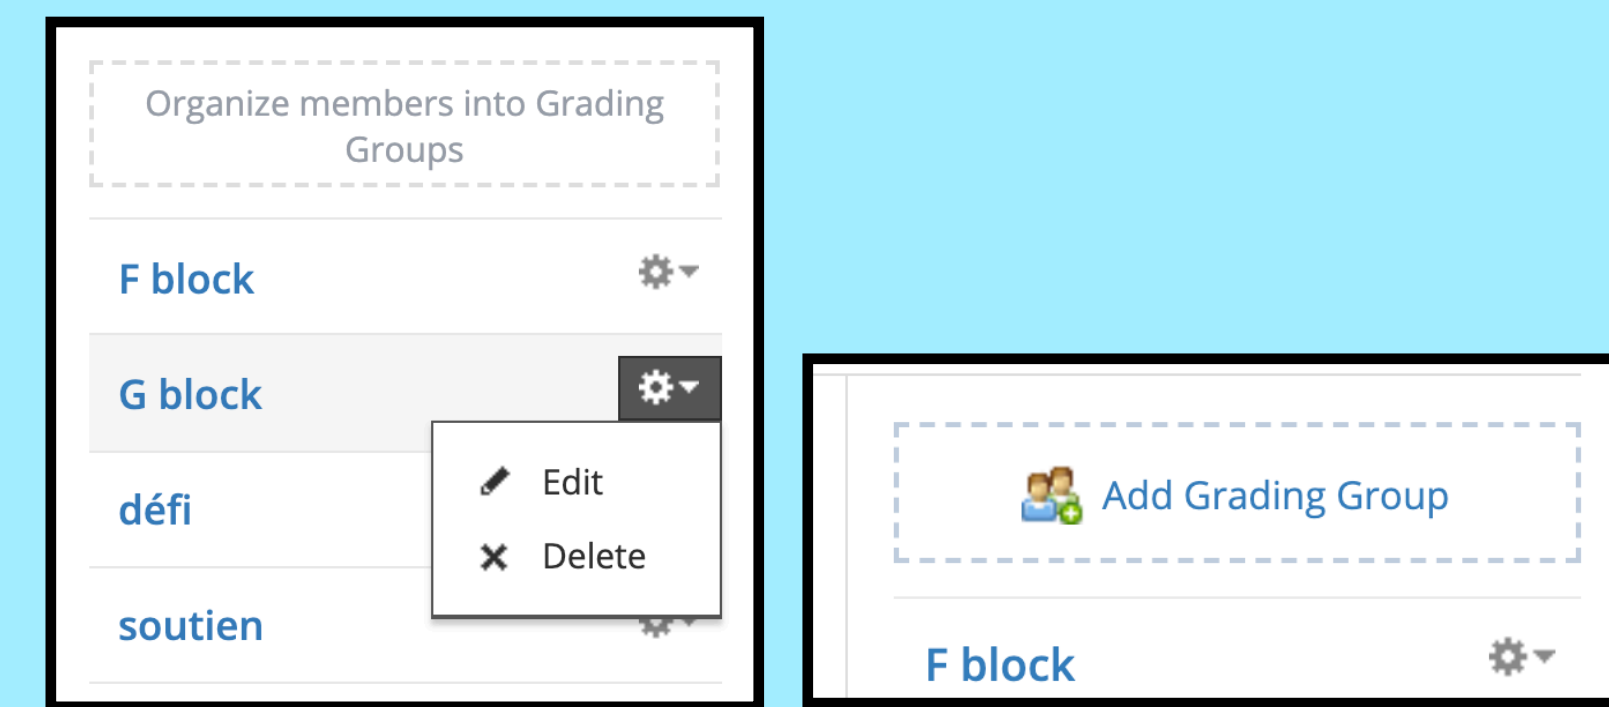 Organize members into Grading
Groups
F block
G block
Edit
Delete
défi
soutien
Add Grading Group
F block